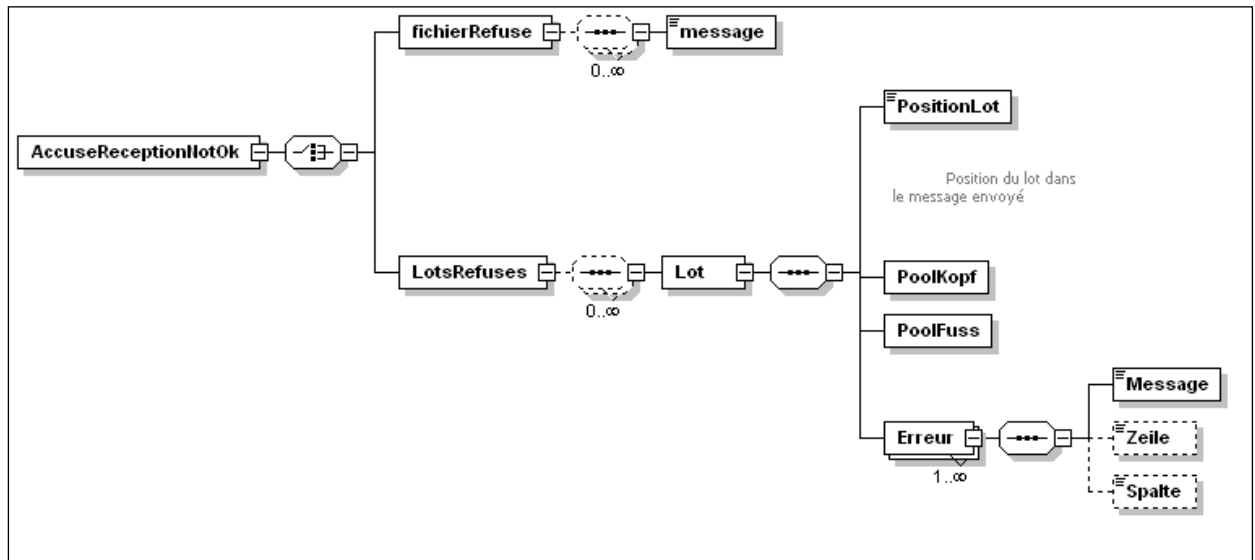 fichierRefuse
message
0..∞
PositionLot
AccuseReceptionNotOk
Position du lot dans
le message envoyé
LotsRefuses
Lot
0..∞
PoolKopf
PoolFuss
Message
Erreur
Zeile
1..∞
Spalte